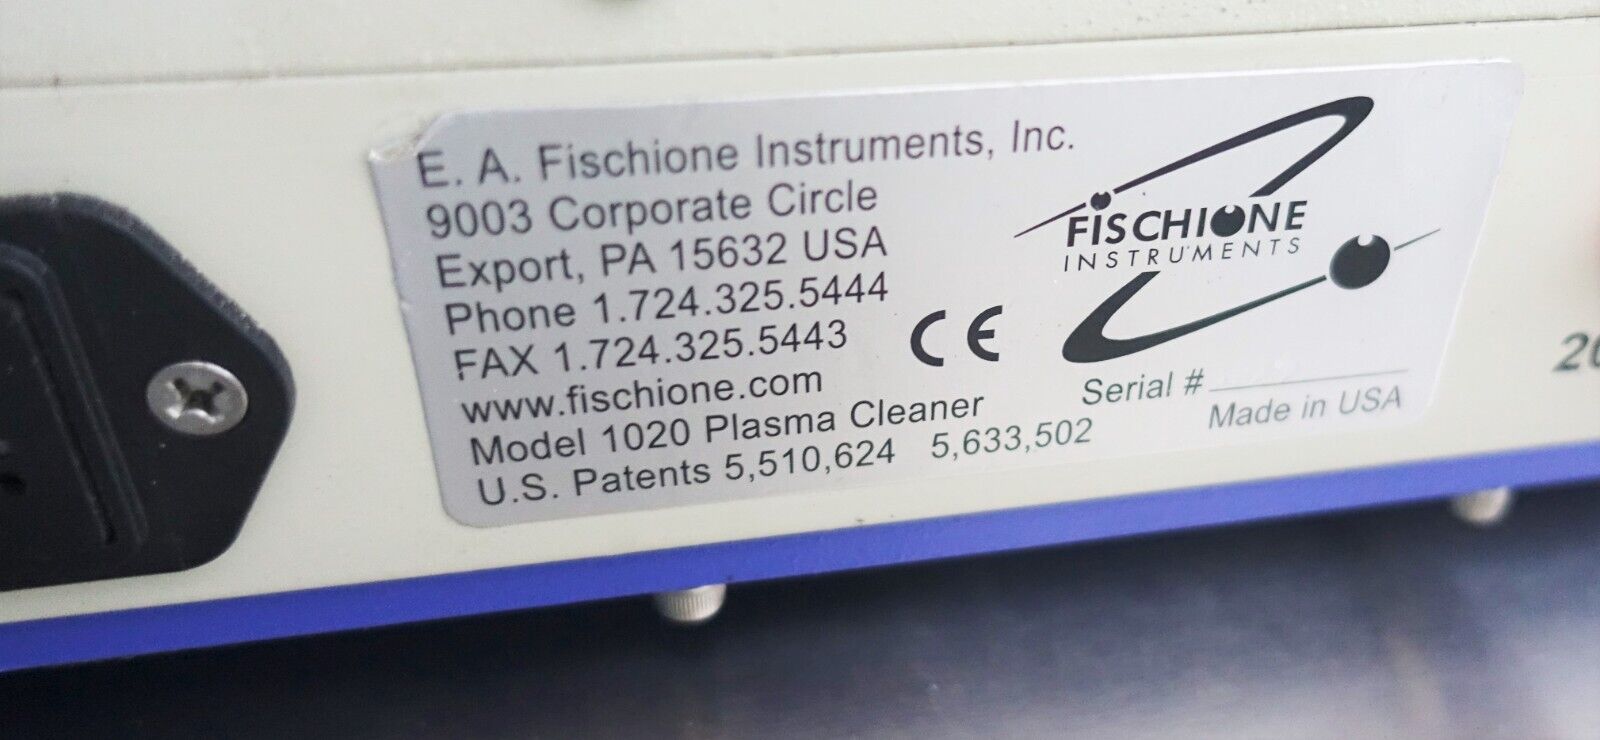 E. A. Fischione Instruments, Inc.
9003 Corporate Circle
Export, PA 15632 USA
Phone 1.724.325.5444
FAX 1.724.325.5443
www.fischione.com
Model 1020 Plasma Cleaner
U.S. Patents 5,510,624 5,633,502
FISCHIONE
INSTRUMENTS
CE
Serial #
Made in USA